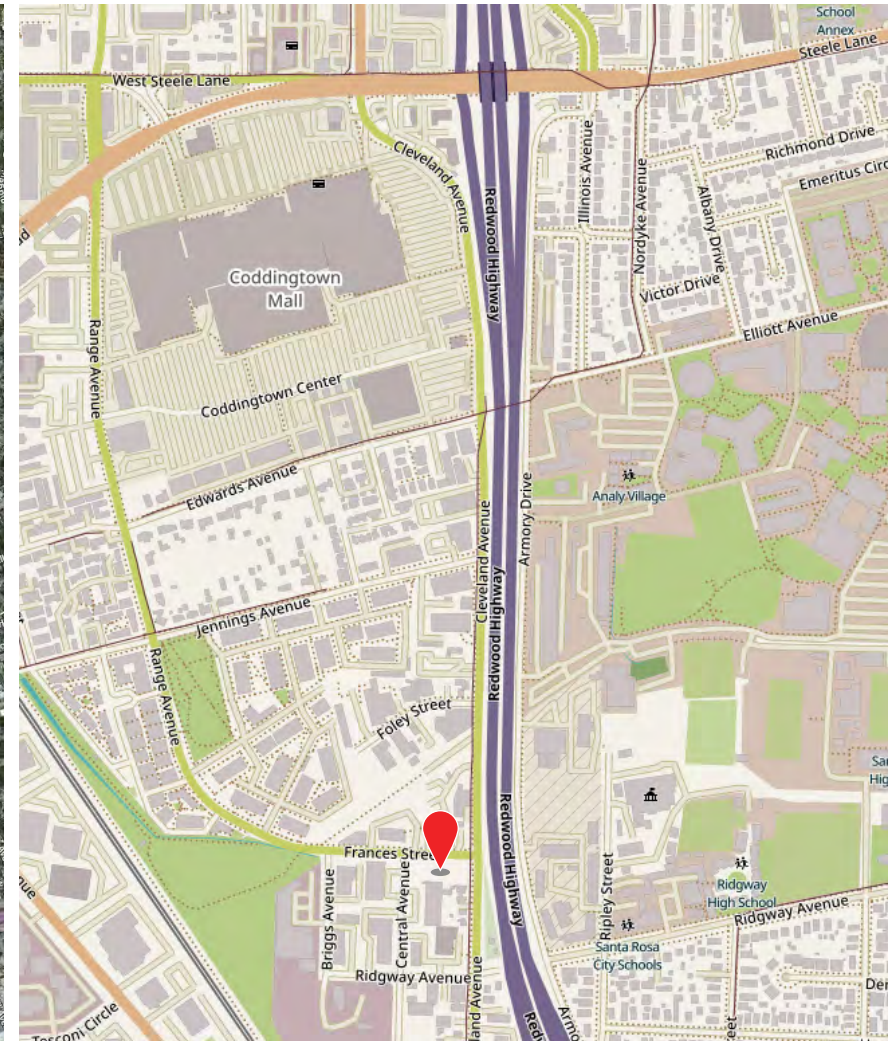 School
Annex
Steele Lane
West Steele Lane
Cleveland Avenue
Redwood Highway
Illinois Avenue
Richmond Drive
Nordyke Avenue
Albany Drive
Emeritus Circ
Coddingtown
Mall
Victor Drive
Elliott Avenue
Range Avenue
Coddingtown Center
Edwards Avenue
Analy Village
Armory Drive
Cleveland Avenue
Redwood Highway
Jennings Avenue
Range Avenue
Foley Street
Redwood Highway
Frances Stree
Briggs Avenue
Central Avenue
Ripley Street
Ridgway
High School
Ridgway Avenue
Santa Rosa
City Schools
Ridgway Avenue
land Avenue
Tesconi Circle